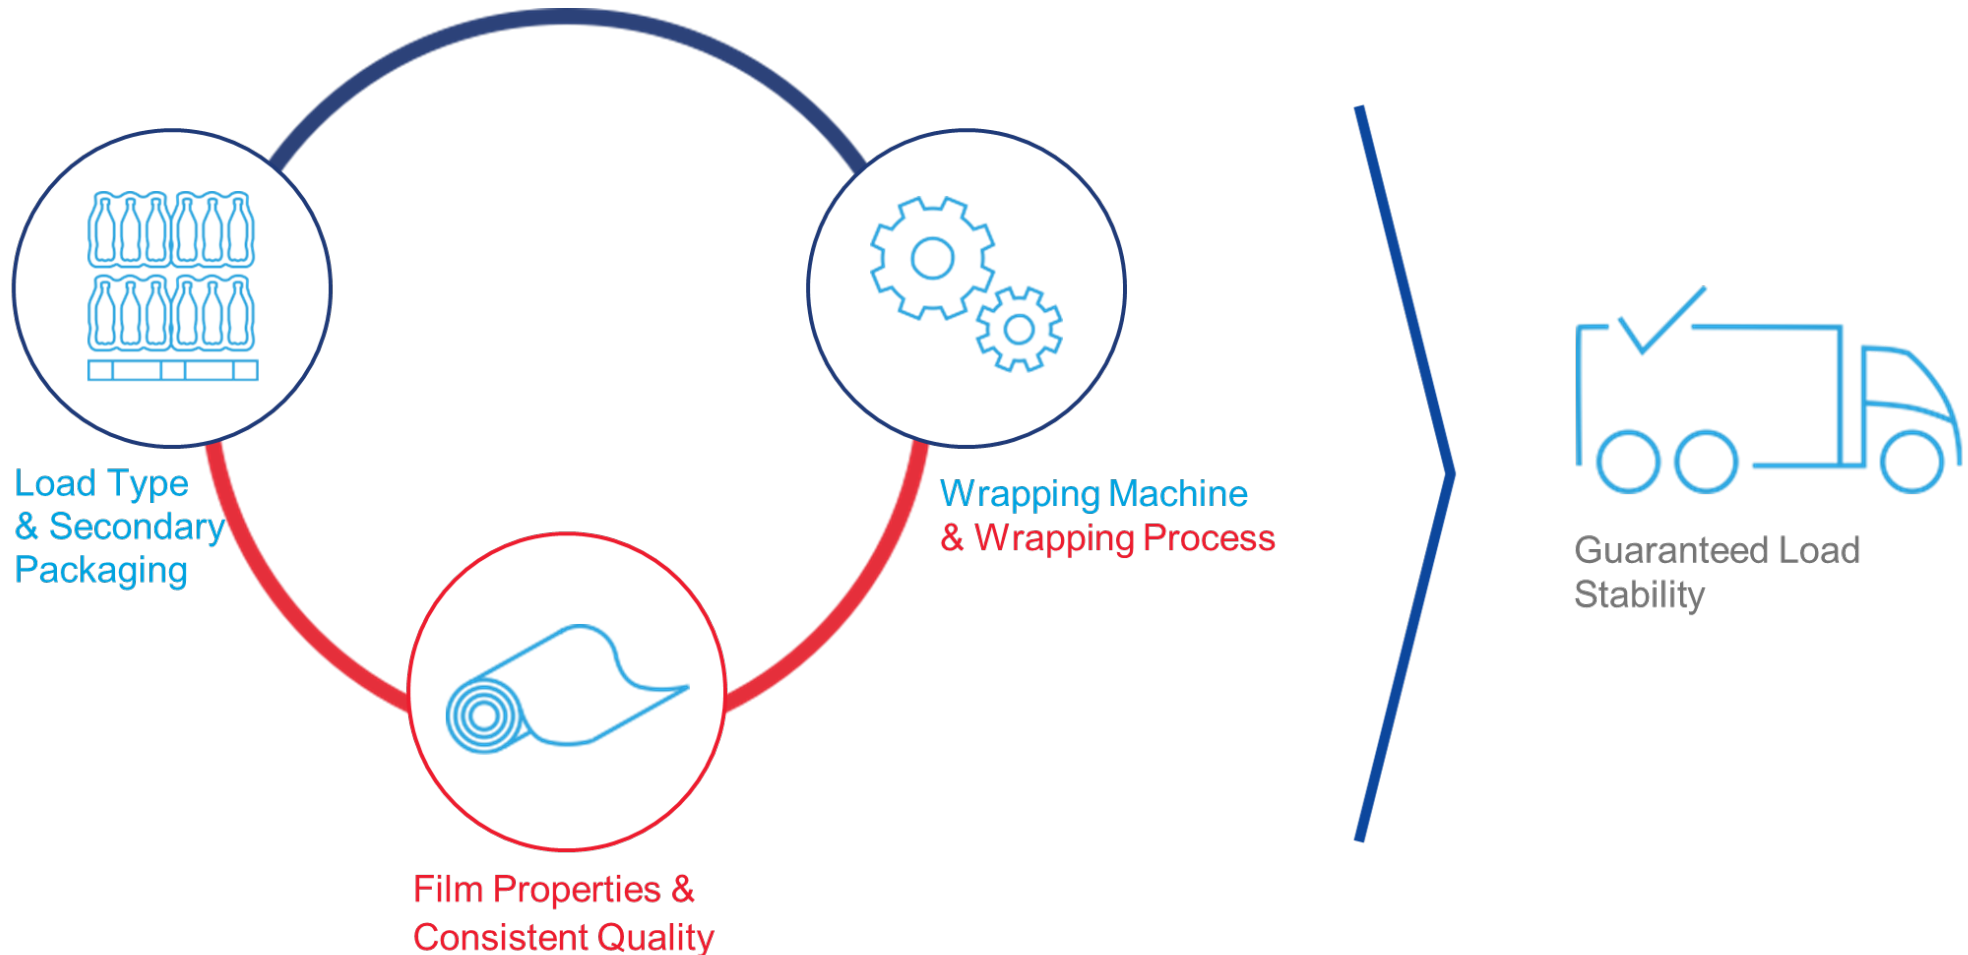 Load Type
& Secondary
Packaging
Wrapping Machine
& Wrapping Process
Film Properties &
Consistent Quality
Guaranteed Load
Stability